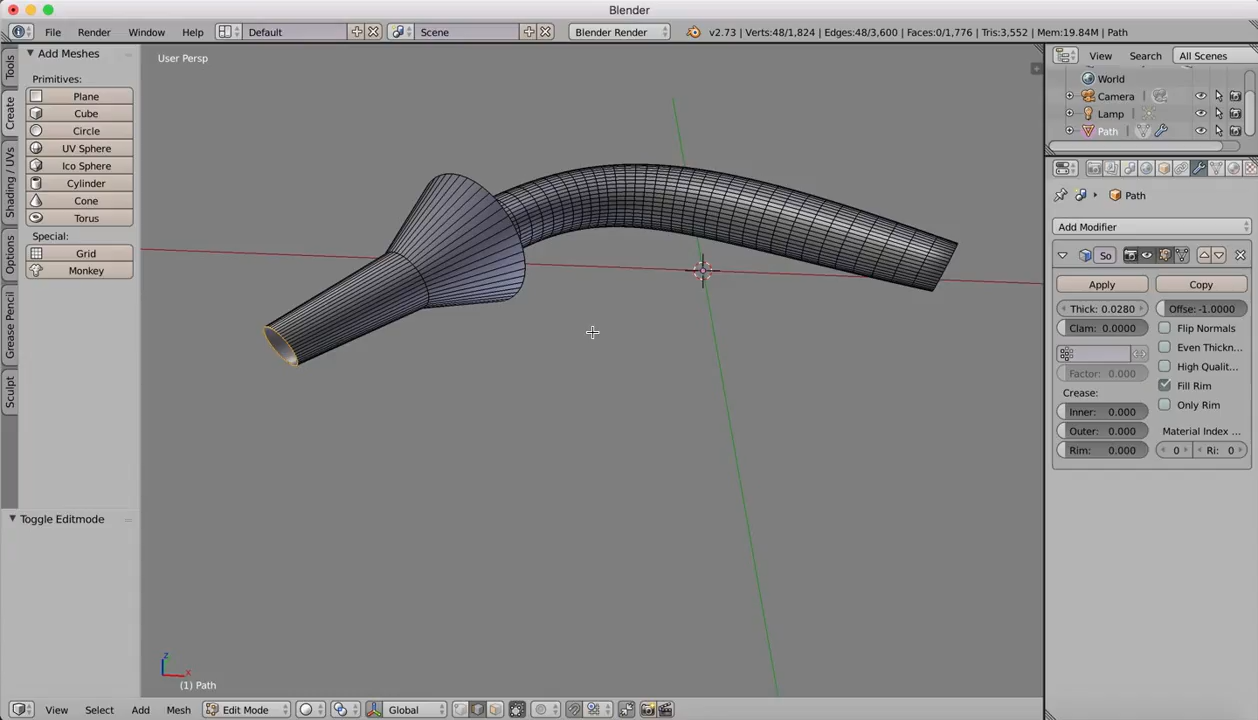 Blender
File Render Window Help Default Scene Blender Render v2.73 | Verts:48/1,824 | Edges:48/3,600 | Faces:0/1,776 | Tris:3,552 | Mem:19.84M | Path
Tools
Create
Shading / UVs
Options
Grease Pencil
Sculpt
Add Meshes
Primitives:
Plane
Cube
Circle
UV Sphere
Ico Sphere
Cylinder
Cone
Torus
Special:
Grid
Monkey
Toggle Editmode
User Persp
z
x
(1) Path
View Select Add Mesh Edit Mode Global
View Search All Scenes
World
Camera
Lamp
Path
Path
Add Modifier
So
Apply Copy
Thick: 0.0280 Offse: -1.0000
Clam: 0.0000 Flip Normals
Even Thickn...
High Qualit...
Factor: 0.000 Fill Rim
Crease: Only Rim
Inner: 0.000
Outer: 0.000 Material Index ...
Rim: 0.000 0 Ri: 0